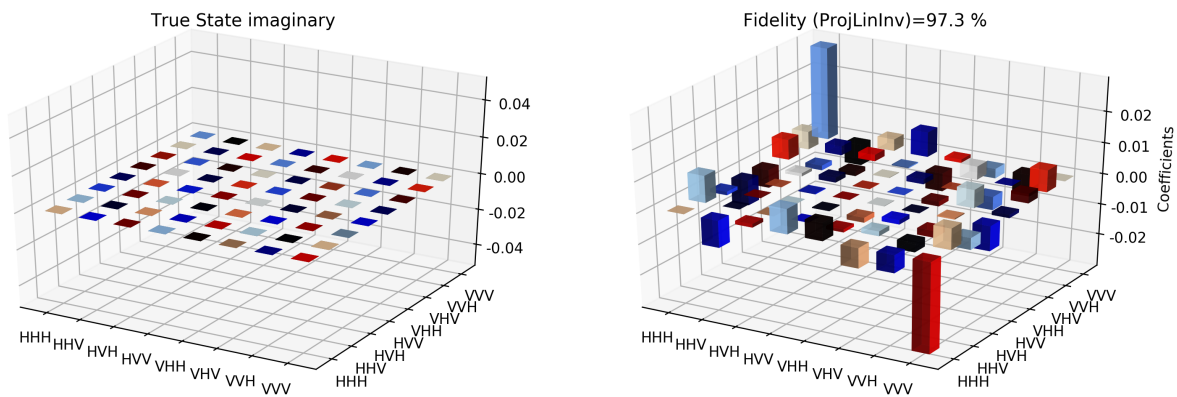 True State imaginary
0.04
0.02
0.00
-0.02
-0.04
HHH
HHV
HVH
HVV
VHH
VHV
VVH
VVV
HHH
HHV
HVH
HVV
VHH
VHV
VVH
VVV
Fidelity (ProjLinInv)=97.3 %
0.02
0.01
0.00
-0.01
-0.02
Coefficients
HHH
HHV
HVH
HVV
VHH
VHV
VVH
VVV
HHH
HHV
HVH
HVV
VHH
VHV
VVH
VVV